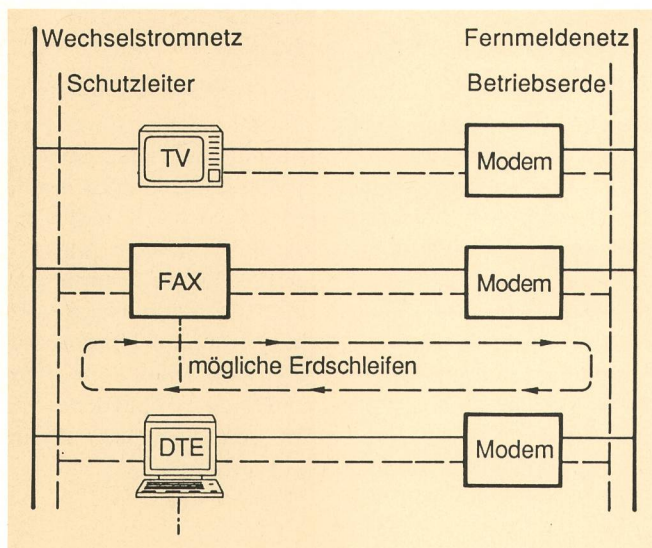 Wechselstromnetz
Fernmeldenetz
Schutzleiter
Betriebserde
TV
Modem
FAX
Modem
mögliche Erdschleifen
DTE
Modem